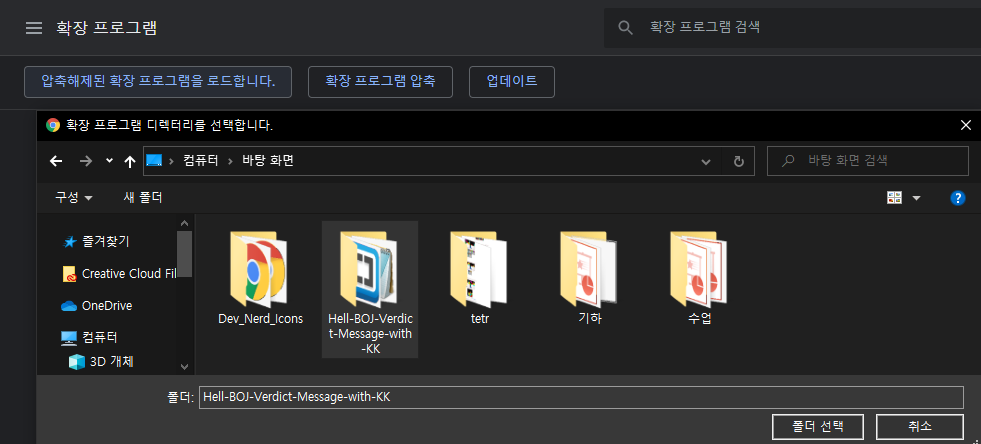 확장 프로그램
확장 프로그램 검색
압축해제된 확장 프로그램을 로드합니다.
확장 프로그램 압축
업데이트
확장 프로그램 디렉터리를 선택합니다.
컴퓨터 › 바탕 화면
바탕 화면 검색
구성
새 폴더
즐겨찾기
Creative Cloud Fil
OneDrive
컴퓨터
3D 개체
Dev_Nerd_Icons
Hell-BOJ-Verdic
t-Message-with
-KK
tetr
기하
수업
폴더:
Hell-BOJ-Verdict-Message-with-KK
폴더 선택
취소